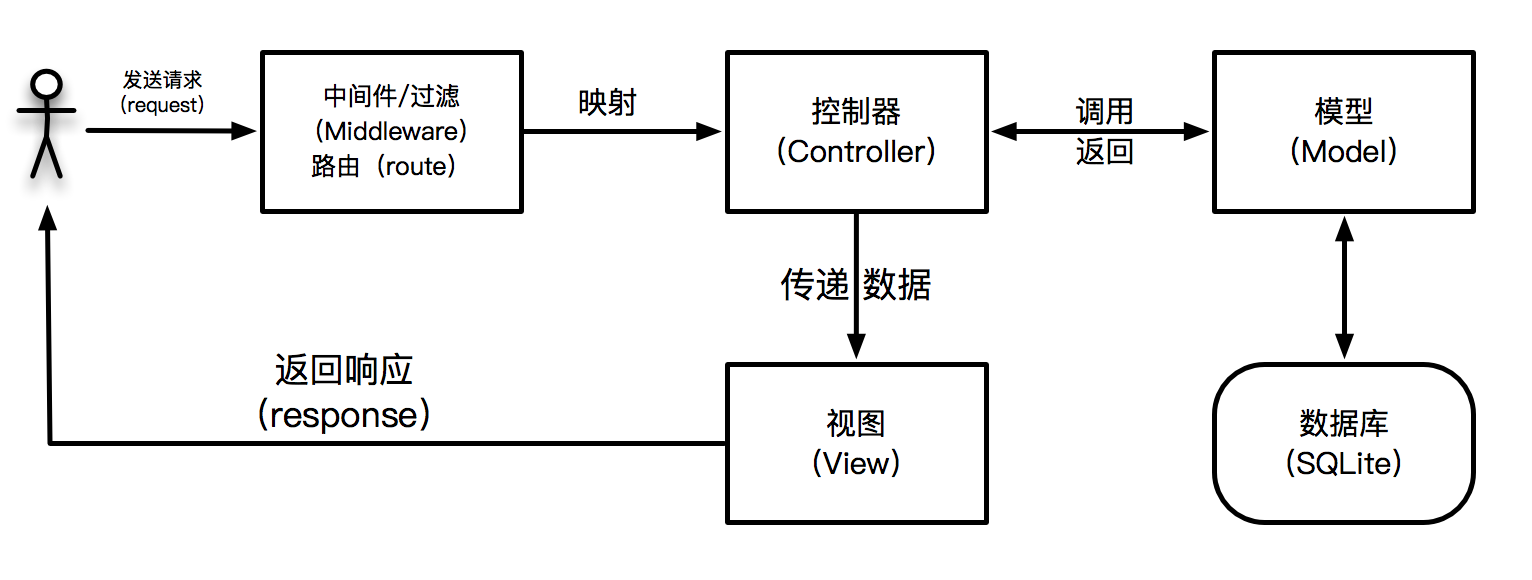 发送请求
(request)
中间件/过滤
(Middleware)
路由 (route)
映射
控制器
(Controller)
调用
返回
模型
(Model)
传递 数据
返回响应
(response)
视图
(View)
数据库
(SQLite)